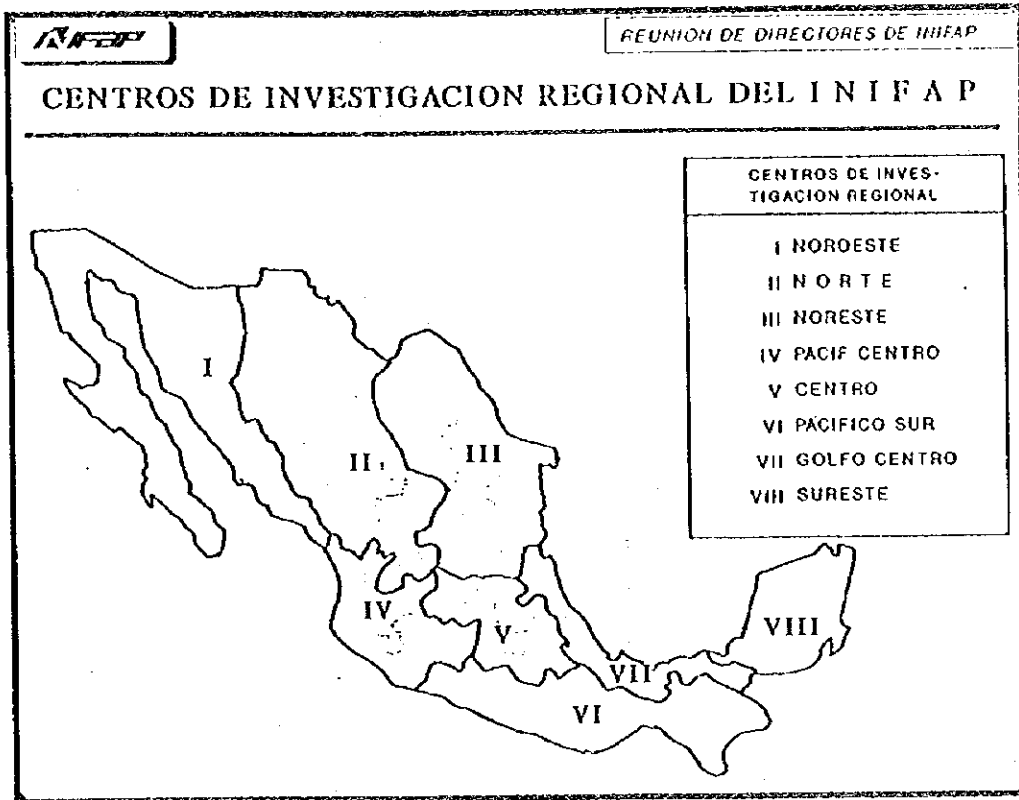 INIFAP
REUNION DE DIRECTORES DE INIFAP
CENTROS DE INVESTIGACION REGIONAL DEL I N I F A P
CENTROS DE INVES-
TIGACION REGIONAL
I NOROESTE
II N O R T E
III NORESTE
IV PACIF CENTRO
V CENTRO
VI PACIFICO SUR
VII GOLFO CENTRO
VIII SURESTE
I
II
III
IV
V
VIII
VII
VI